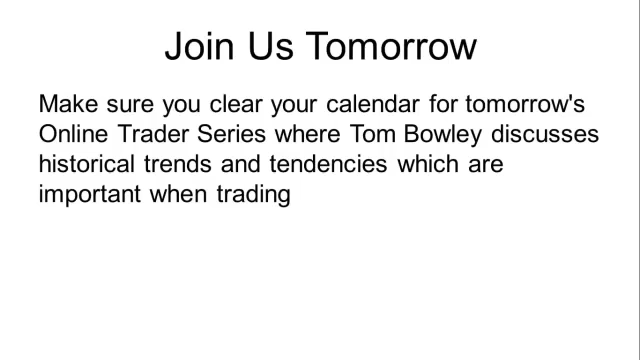 Join Us Tomorrow
Make sure you clear your calendar for tomorrow's
Online Trader Series where Tom Bowley discusses
historical trends and tendencies which are
important when trading